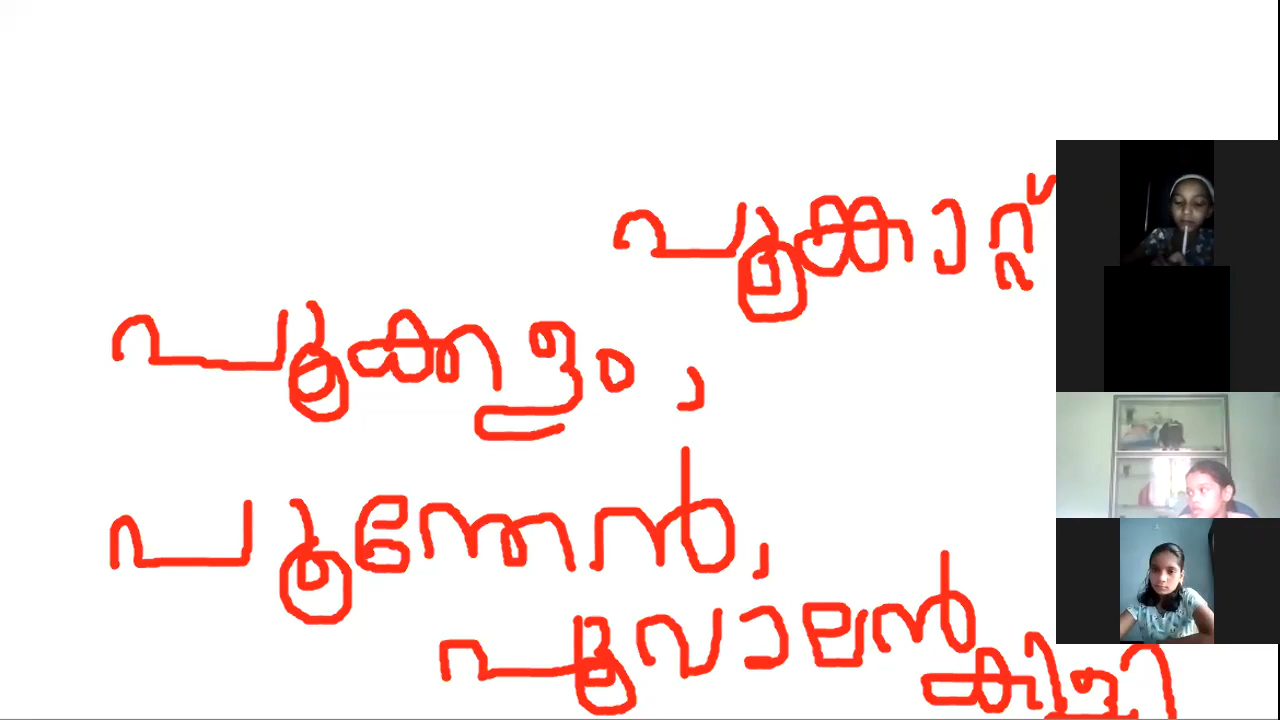 പൂങ്കാറ്റ്
പൂക്കളം ,
പൂന്തേൻ,
പൂവാലൻ
കിളി